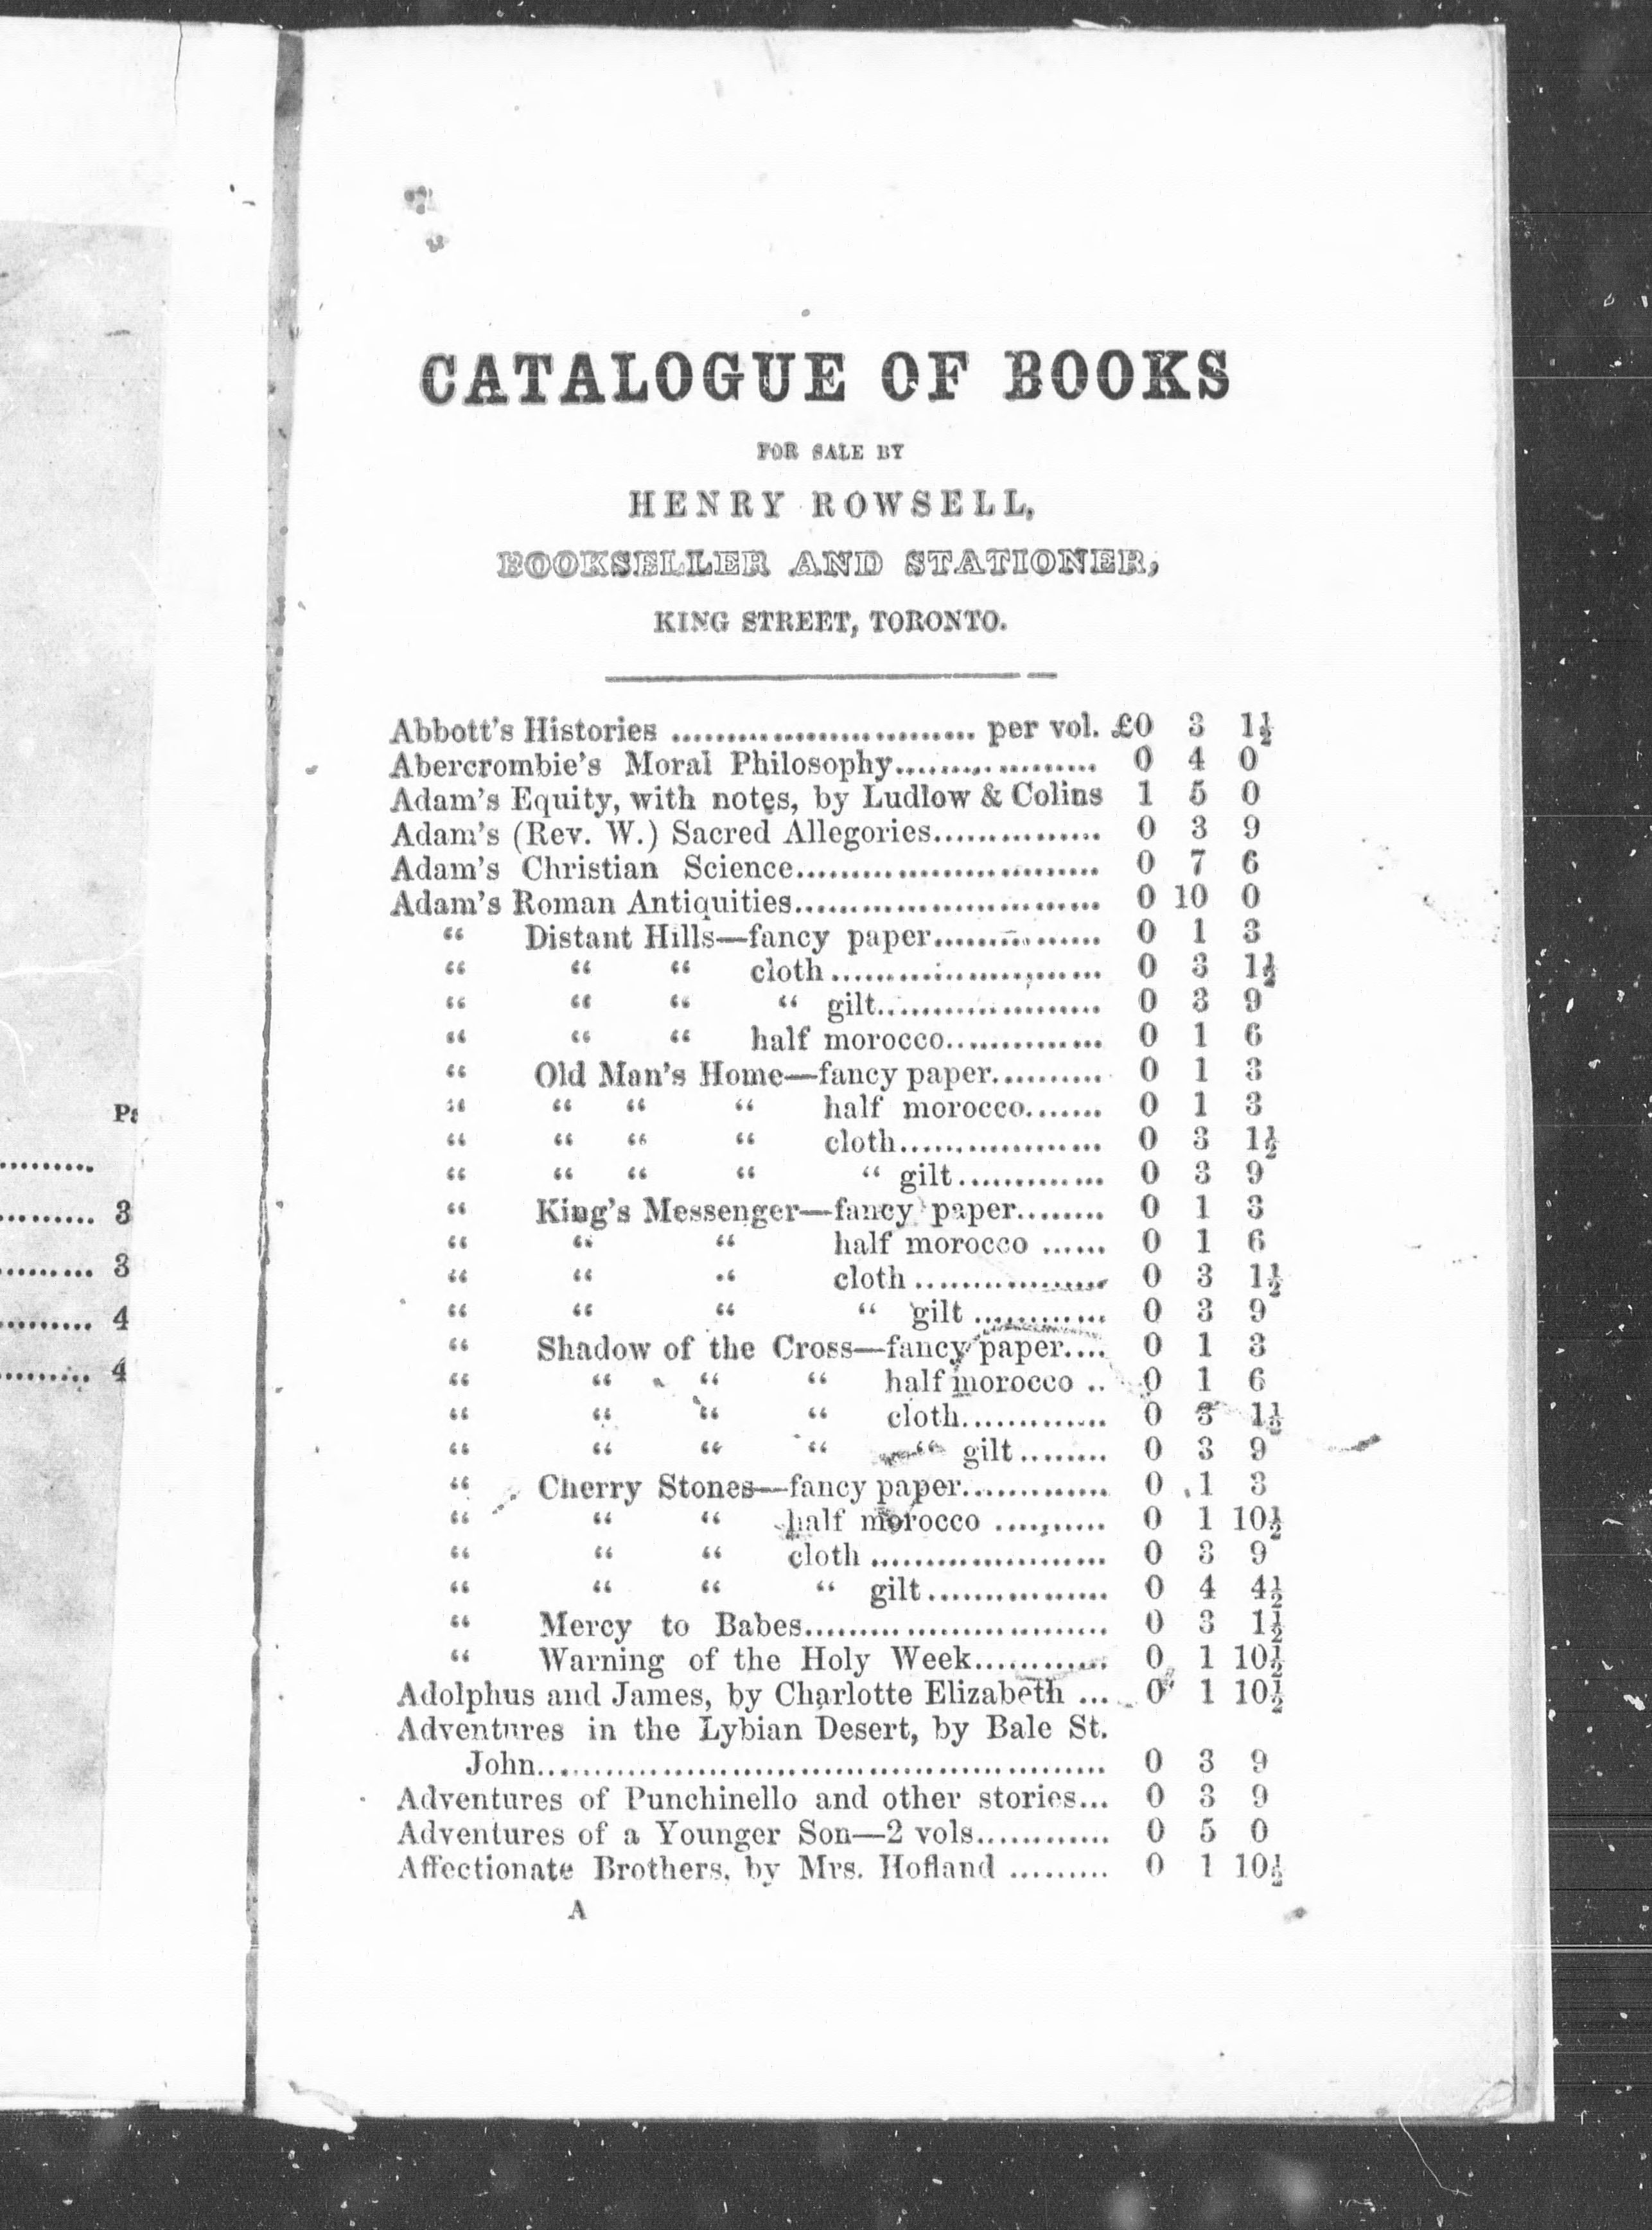 Pa
..........
.......... 3
.......... 3
.......... 4
.......... 4
CATALOGUE OF BOOKS
FOR SALE BY
HENRY ROWSELL,
BOOKSELLER AND STATIONER,
KING STREET, TORONTO.
Abbott's Histories ........................... per vol. £0 3 1½
Abercrombie's Moral Philosophy.................. 0 4 0
Adam's Equity, with notes, by Ludlow & Colins 1 5 0
Adam's (Rev. W.) Sacred Allegories............... 0 3 9
Adam's Christian Science........................... 0 7 6
Adam's Roman Antiquities........................... 0 10 0
“ Distant Hills—fancy paper............... 0 1 3
“ “ “ cloth ........................ 0 3 1½
“ “ “ “ gilt.................... 0 3 9
“ “ “ half morocco.............. 0 1 6
“ Old Man's Home—fancy paper.......... 0 1 3
“ “ “ “ half morocco....... 0 1 3
“ “ “ “ cloth.................. 0 3 1½
“ “ “ “ “ gilt............. 0 3 9
“ King's Messenger—fancy paper........ 0 1 3
“ “ “ half morocco ...... 0 1 6
“ “ “ cloth ................. 0 3 1½
“ “ “ “ gilt ............ 0 3 9
“ Shadow of the Cross—fancy paper.... 0 1 3
“ “ “ “ half morocco .. 0 1 6
“ “ “ “ cloth............. 0 3 1½
“ “ “ “ “ gilt ........ 0 3 9
“ Cherry Stones—fancy paper............. 0 1 3
“ “ “ half morocco .......... 0 1 10½
“ “ “ cloth ..................... 0 3 9
“ “ “ “ gilt................ 0 4 4½
“ Mercy to Babes........................... 0 3 1½
“ Warning of the Holy Week............ 0 1 10½
Adolphus and James, by Charlotte Elizabeth ... 0 1 10½
Adventures in the Lybian Desert, by Bale St.
John.................................................. 0 3 9
Adventures of Punchinello and other stories... 0 3 9
Adventures of a Younger Son—2 vols............ 0 5 0
Affectionate Brothers, by Mrs. Hofland ......... 0 1 10½
A